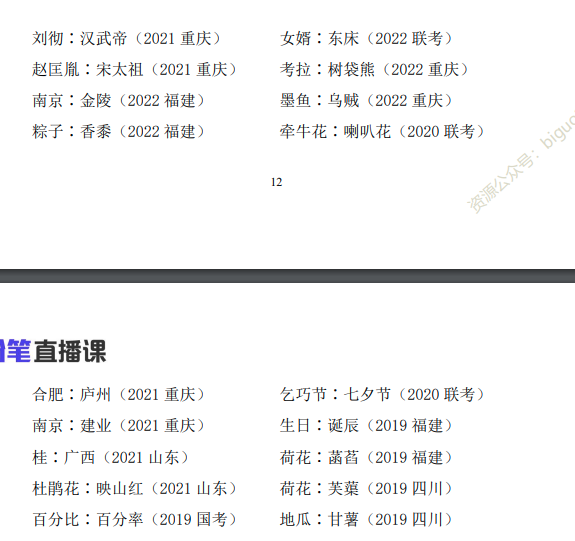 刘彻：汉武帝（2021 重庆） 女婿：东床（2022 联考）
赵匡胤：宋太祖（2021 重庆） 考拉：树袋熊（2022 重庆）
南京：金陵（2022 福建） 墨鱼：乌贼（2022 重庆）
粽子：香黍（2022 福建） 牵牛花：喇叭花（2020 联考）
12
资源公众号：biguo
笔直播课
合肥：庐州（2021 重庆） 乞巧节：七夕节（2020 联考）
南京：建业（2021 重庆） 生日：诞辰（2019 福建）
桂：广西（2021 山东） 荷花：菡萏（2019 福建）
杜鹃花：映山红（2021 山东） 荷花：芙蕖（2019 四川）
百分比：百分率（2019 国考） 地瓜：甘薯（2019 四川）